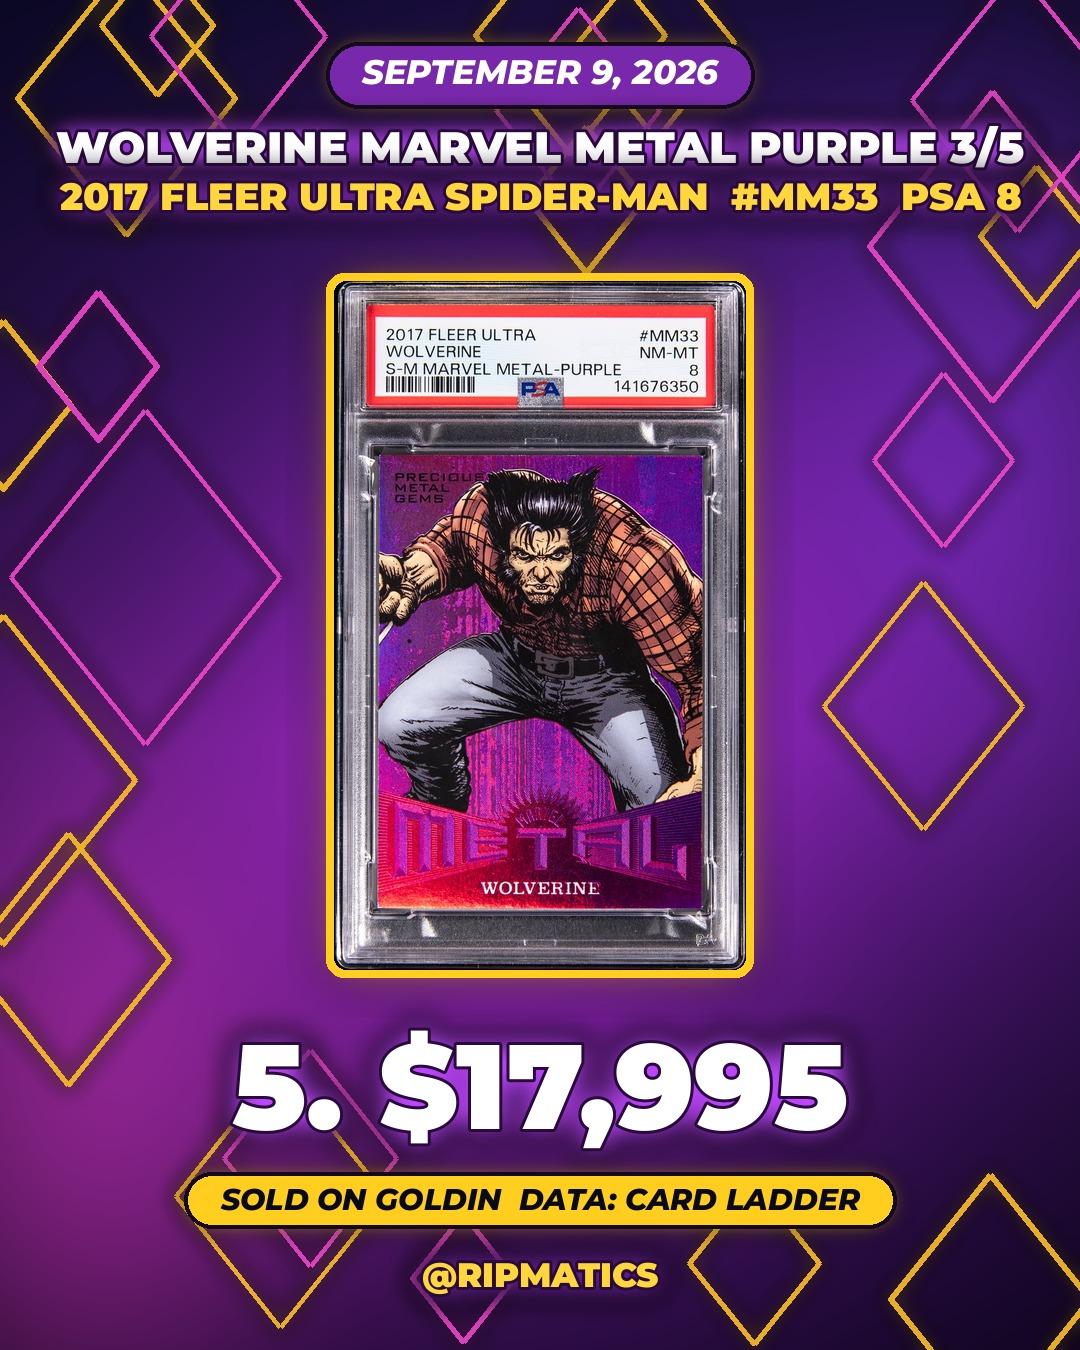 SEPTEMBER 9, 2026
WOLVERINE MARVEL METAL PURPLE 3/5
2017 FLEER ULTRA SPIDER-MAN #MM33 PSA 8
2017 FLEER ULTRA #MM33
WOLVERINE NM-MT
S-M MARVEL METAL-PURPLE 8
PSA 141676350
PRECIOUS
METAL
GEMS
MARVEL
METAL
WOLVERINE
5. $17,995
SOLD ON GOLDIN DATA: CARD LADDER
@RIPMATICS